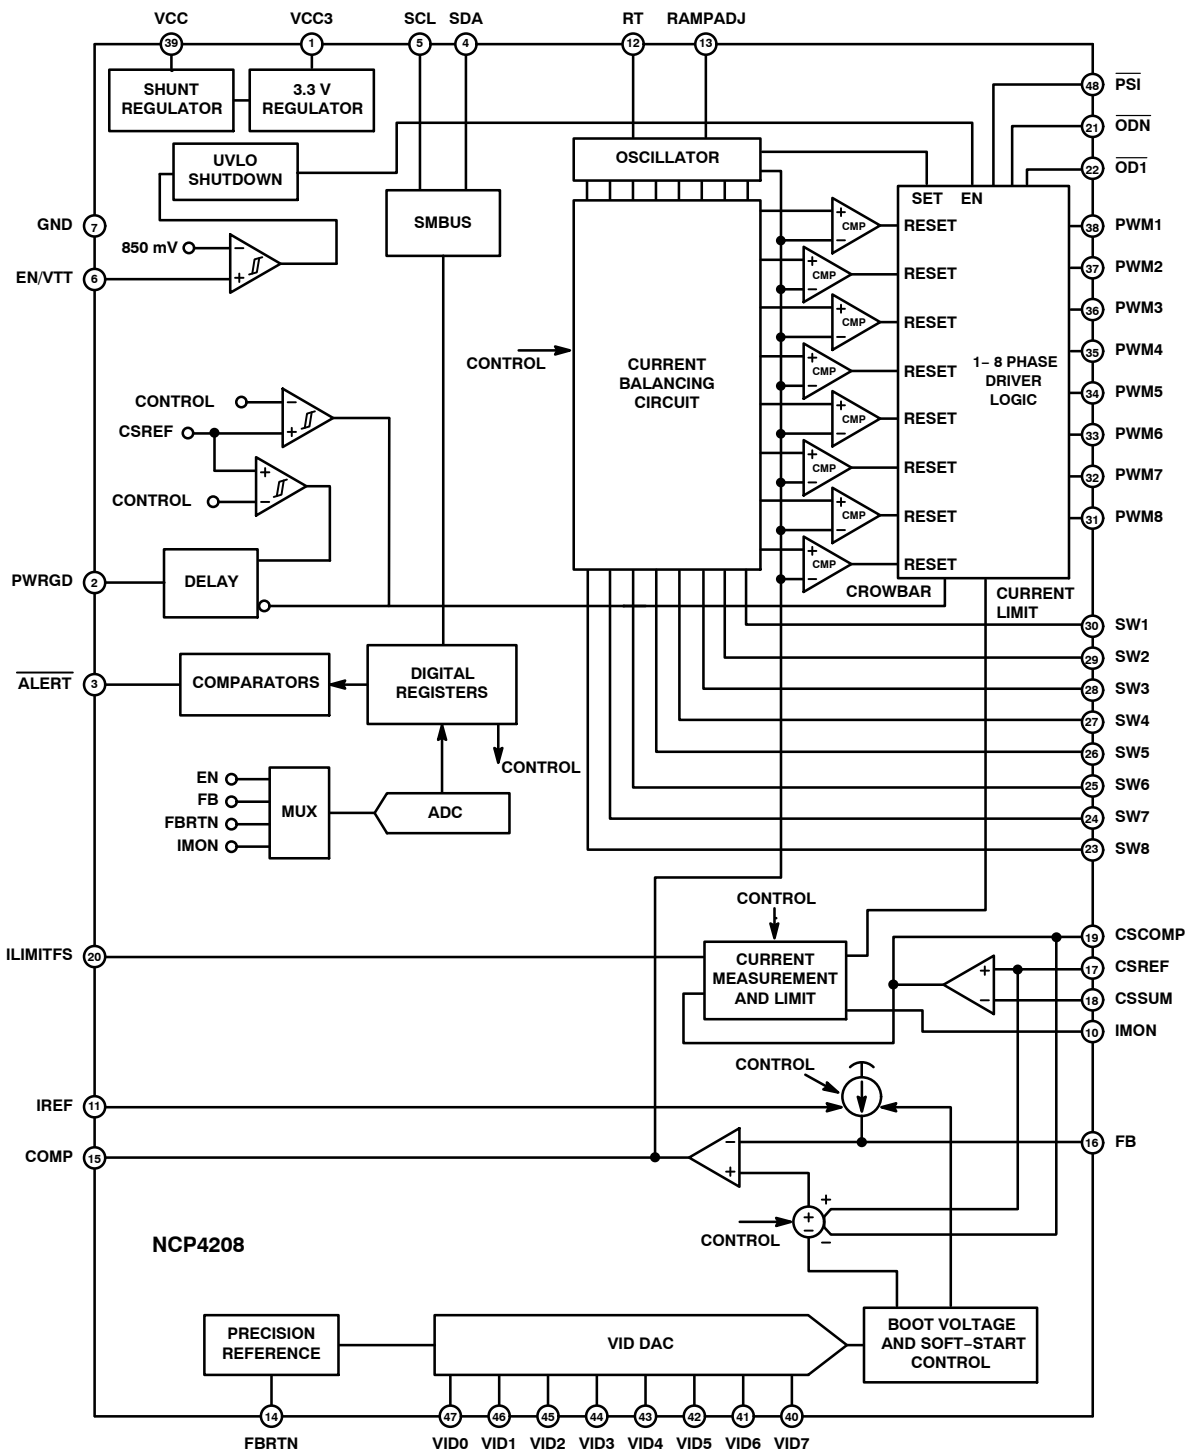 VCC
VCC3
SCL
SDA
RT
RAMPADJ
39
1
5
4
12
13
SHUNT
REGULATOR
3.3 V
REGULATOR
48
PSI
21
ODN
22
OD1
UVLO
SHUTDOWN
OSCILLATOR
SMBUS
SET
EN
GND
7
850 mV
−
+
EN/VTT
6
+
−
CMP
RESET
38
PWM1
+
−
CMP
RESET
37
PWM2
+
−
CMP
RESET
36
PWM3
+
−
CMP
RESET
35
PWM4
+
−
CMP
RESET
34
PWM5
+
−
CMP
RESET
33
PWM6
+
−
CMP
RESET
32
PWM7
+
−
CMP
RESET
31
PWM8
CONTROL
CURRENT
BALANCING
CIRCUIT
1− 8 PHASE
DRIVER
LOGIC
CONTROL
−
CSREF
+
+
CONTROL
−
PWRGD
2
DELAY
CROWBAR
CURRENT
LIMIT
30
SW1
29
SW2
28
SW3
27
SW4
26
SW5
25
SW6
24
SW7
23
SW8
ALERT
3
COMPARATORS
DIGITAL
REGISTERS
CONTROL
EN
FB
FBRTN
IMON
MUX
ADC
CONTROL
ILIMITFS
20
CURRENT
MEASUREMENT
AND LIMIT
+
−
19
CSCOMP
17
CSREF
18
CSSUM
10
IMON
CONTROL
IREF
11
COMP
15
−
+
16
FB
+
+
−
−
CONTROL
NCP4208
PRECISION
REFERENCE
VID DAC
BOOT VOLTAGE
AND SOFT−START
CONTROL
14
47
46
45
44
43
42
41
40
FBRTN
VID0
VID1
VID2
VID3
VID4
VID5
VID6
VID7